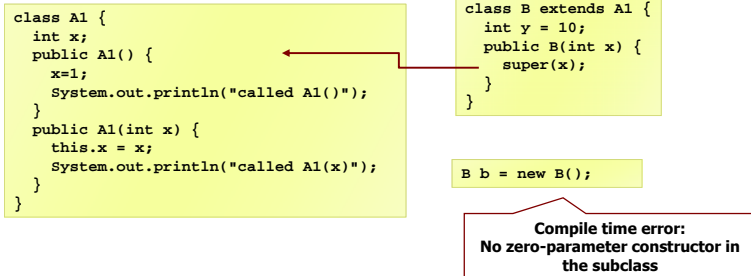 class A1 {
  int x;
  public A1() {
    x=1;
    System.out.println("called A1()");
  }
  public A1(int x) {
    this.x = x;
    System.out.println("called A1(x)");
  }
}
class B extends A1 {
  int y = 10;
  public B(int x) {
    super(x);
  }
}
B b = new B();
Compile time error:
No zero-parameter constructor in
the subclass